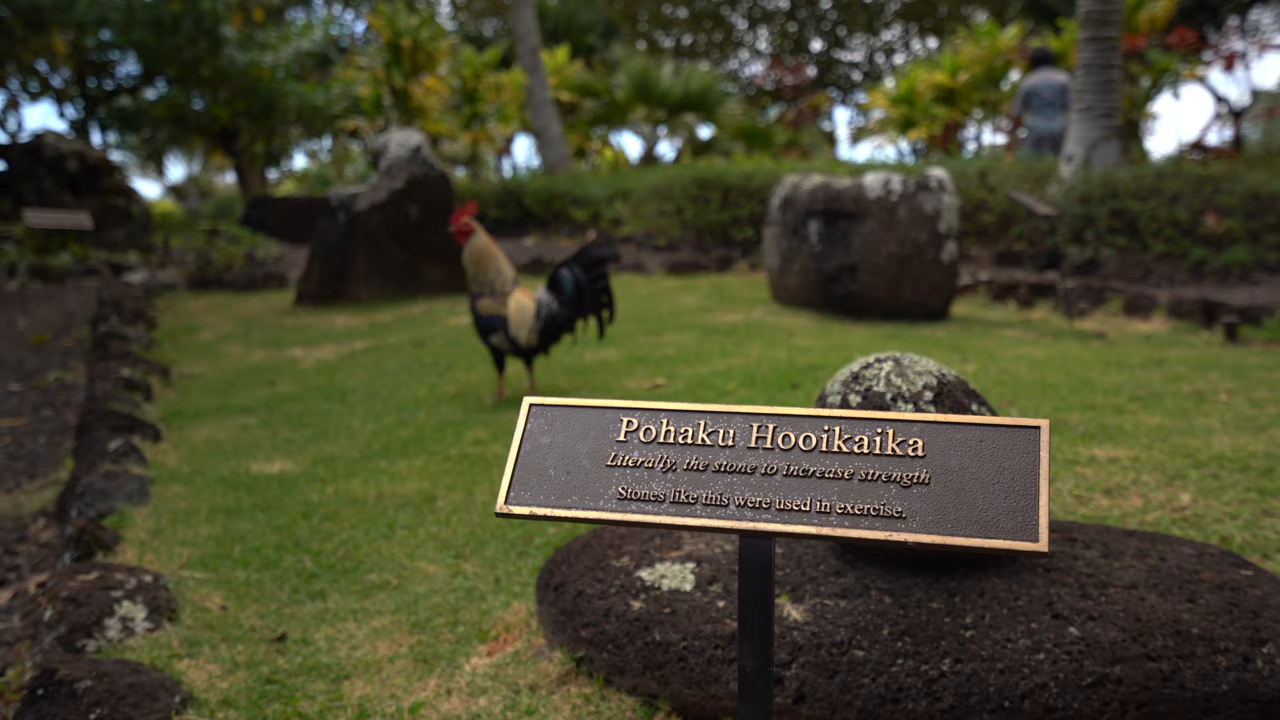 Pohaku Hooikaika
Literally, the stone to increase strength
Stones like this were used in exercise.